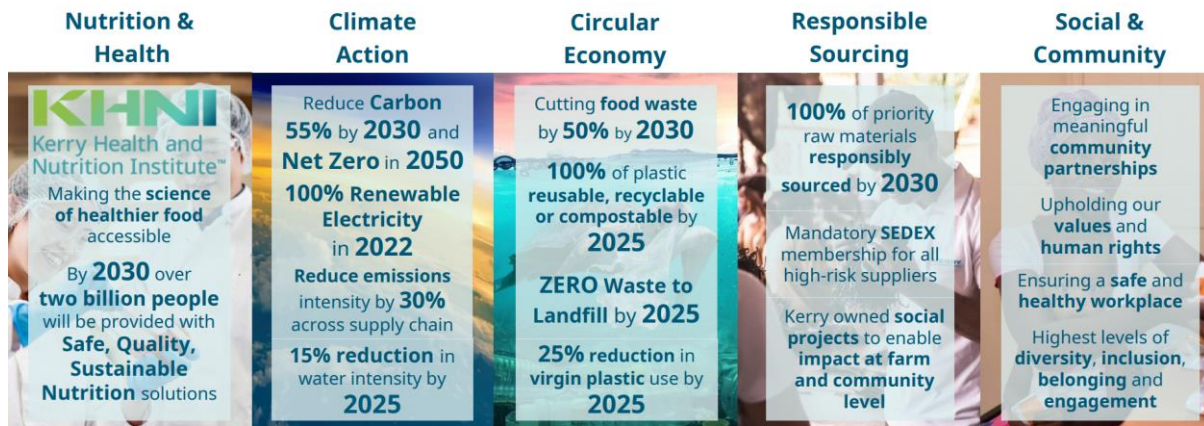 Nutrition &
Health
KHNI
Kerry Health and
Nutrition Institute™
Making the science
of healthier food
accessible
By 2030 over
two billion people
will be provided with
Safe, Quality,
Sustainable
Nutrition solutions
Climate
Action
Reduce Carbon
55% by 2030 and
Net Zero in 2050
100% Renewable
Electricity
in 2022
Reduce emissions
intensity by 30%
across supply chain
15% reduction in
water intensity by
2025
Circular
Economy
Cutting food waste
by 50% by 2030
100% of plastic
reusable, recyclable
or compostable by
2025
ZERO Waste to
Landfill by 2025
25% reduction in
virgin plastic use by
2025
Responsible
Sourcing
100% of priority
raw materials
responsibly
sourced by 2030
Mandatory SEDEX
membership for all
high-risk suppliers
Kerry owned social
projects to enable
impact at farm
and community
level
Social &
Community
Engaging in
meaningful
community
partnerships
Upholding our
values and
human rights
Ensuring a safe and
healthy workplace
Highest levels of
diversity, inclusion,
belonging and
engagement